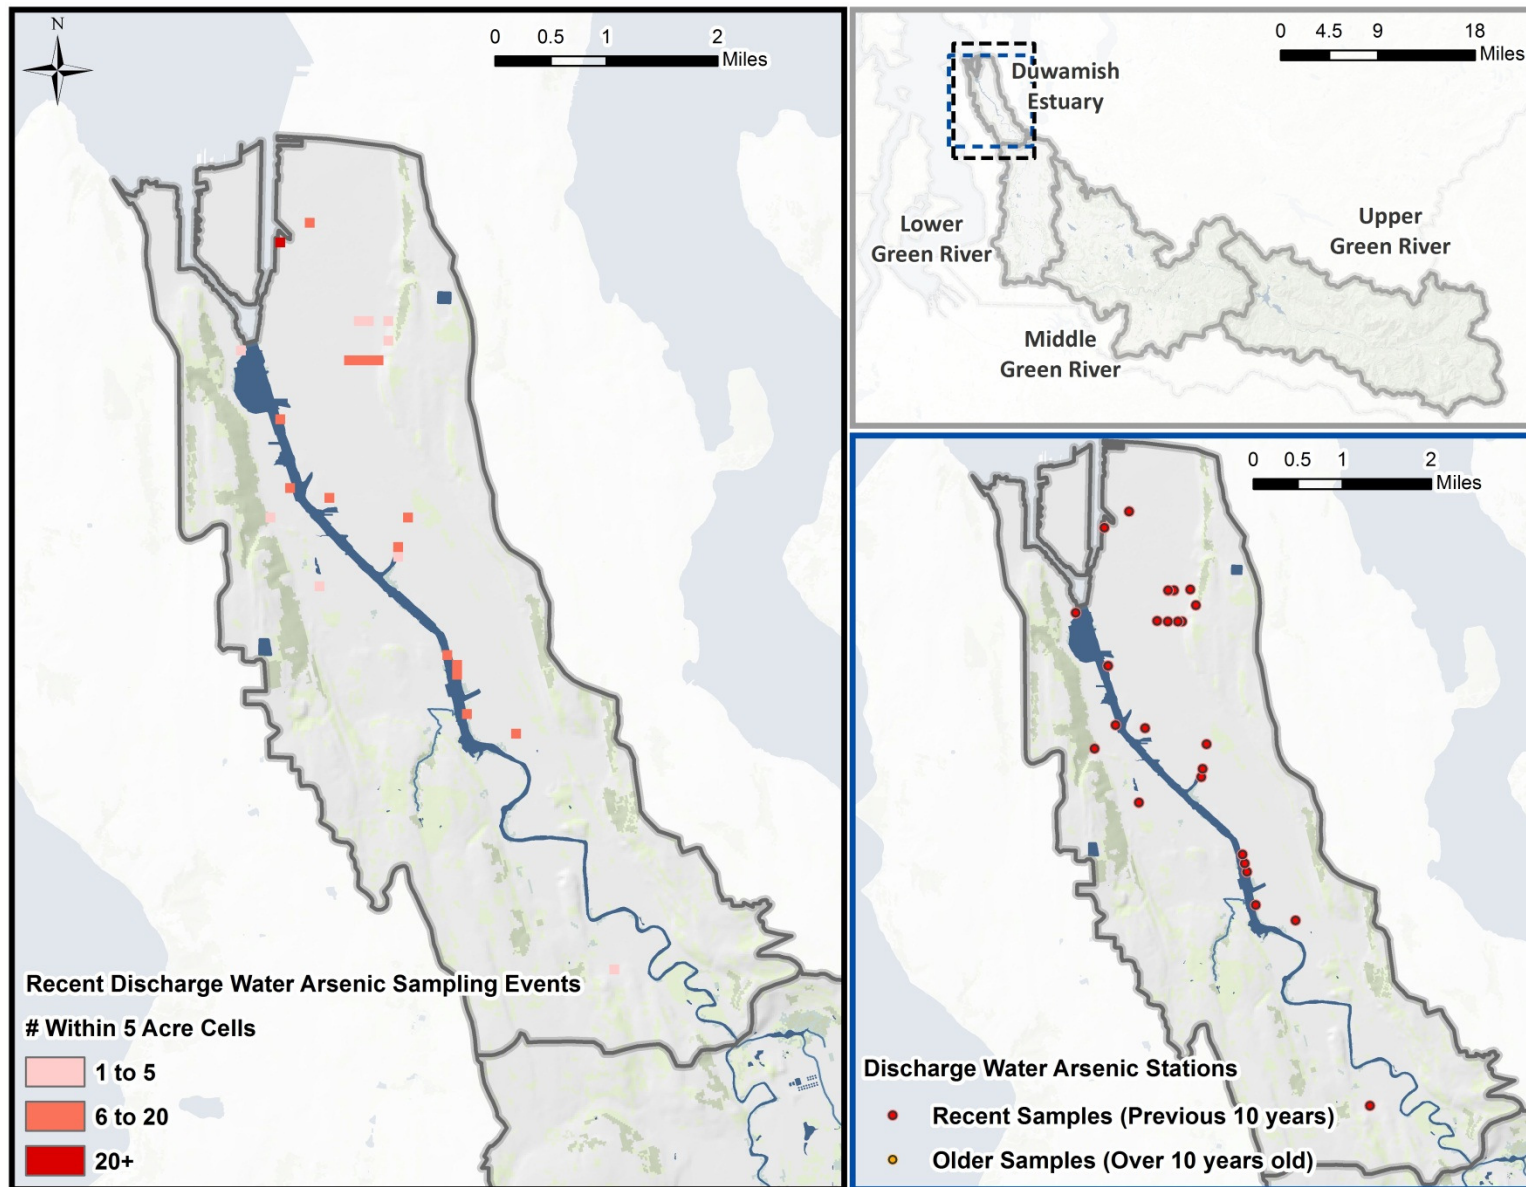 N
0 0.5 1 2
Miles
Recent Discharge Water Arsenic Sampling Events
# Within 5 Acre Cells
1 to 5
6 to 20
20+
0 4.5 9 18
Miles
Duwamish
Estuary
Lower
Green River
Upper
Green River
Middle
Green River
0 0.5 1 2
Miles
Discharge Water Arsenic Stations
Recent Samples (Previous 10 years)
Older Samples (Over 10 years old)